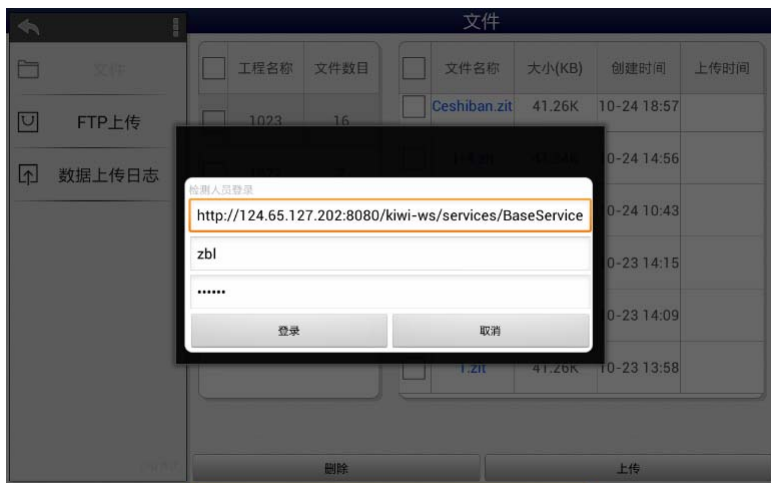 文件
文件
FTP上传
数据上传日志
工程名称 文件数目
1023 16
文件名称 大小(KB) 创建时间 上传时间
Ceshiban.zit 41.26K 10-24 18:57
0-24 14:56
0-24 10:43
0-23 14:15
0-23 14:09
1.zit 41.26K 10-23 13:58
检测人员登录
http://124.65.127.202:8080/kiwi-ws/services/BaseService
zbl
••••••
登录 取消
删除 上传